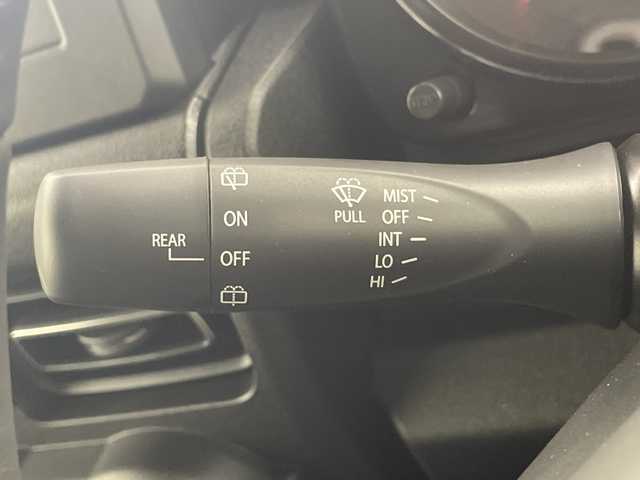 REAR
ON
OFF
PULL
MIST
OFF
INT
LO
HI